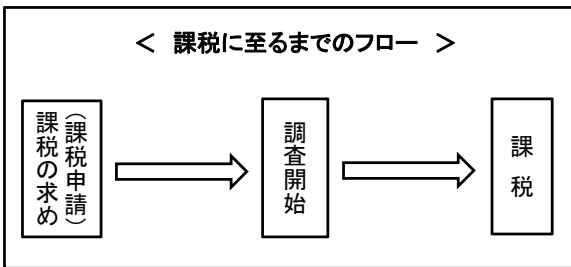 ＜ 課税に至るまでのフロー ＞
(課税申請)
課税の求め
調査開始
課税